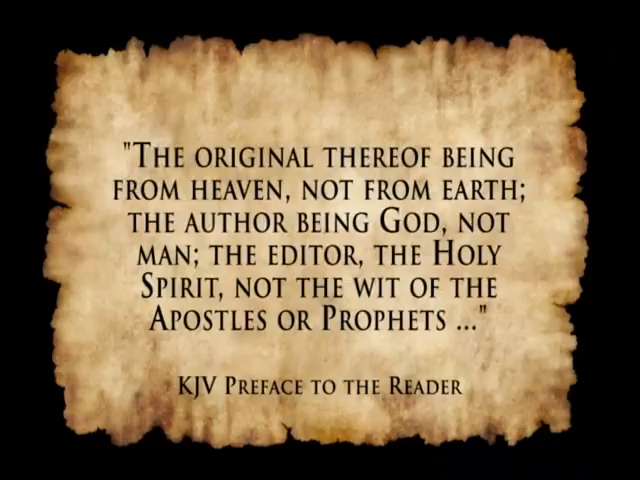 "The original thereof being
from heaven, not from earth;
the author being God, not
man; the editor, the Holy
Spirit, not the wit of the
Apostles or Prophets ..."
KJV Preface to the Reader